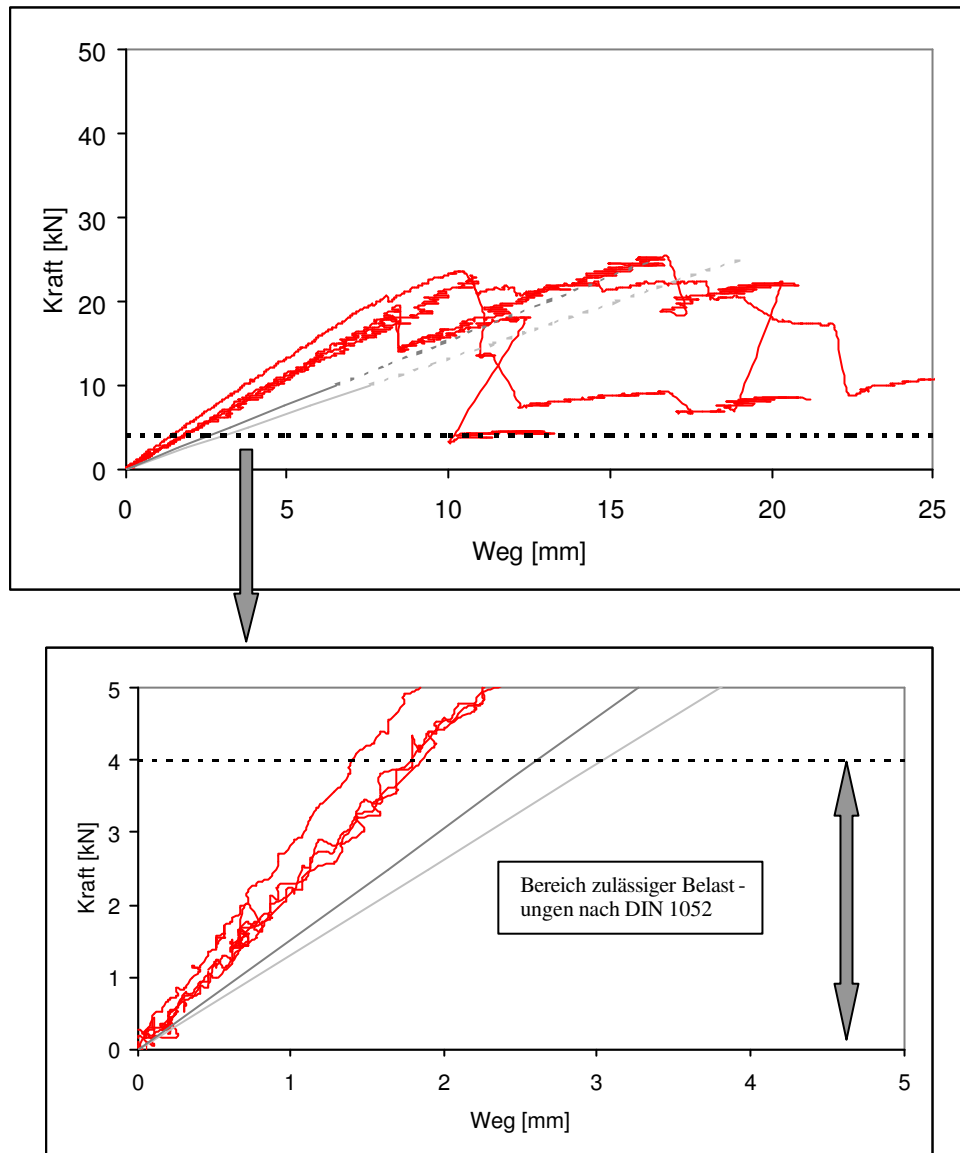 50
40
30
20
10
0
Kraft [kN]
0 5 10 15 20 25
Weg [mm]
5
4
3
2
1
0
Kraft [kN]
Bereich zulässiger Belast-
ungen nach DIN 1052
0 1 2 3 4 5
Weg [mm]